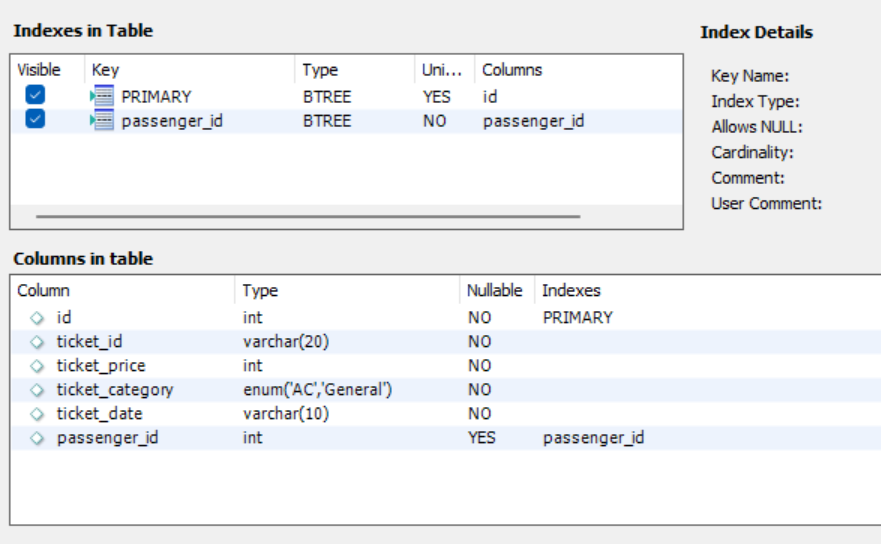 Indexes in Table
Visible Key Type Uni... Columns
PRIMARY BTREE YES id
passenger_id BTREE NO passenger_id
Index Details
Key Name:
Index Type:
Allows NULL:
Cardinality:
Comment:
User Comment:
Columns in table
Column Type Nullable Indexes
id int NO PRIMARY
ticket_id varchar(20) NO
ticket_price int NO
ticket_category enum('AC','General') NO
ticket_date varchar(10) NO
passenger_id int YES passenger_id